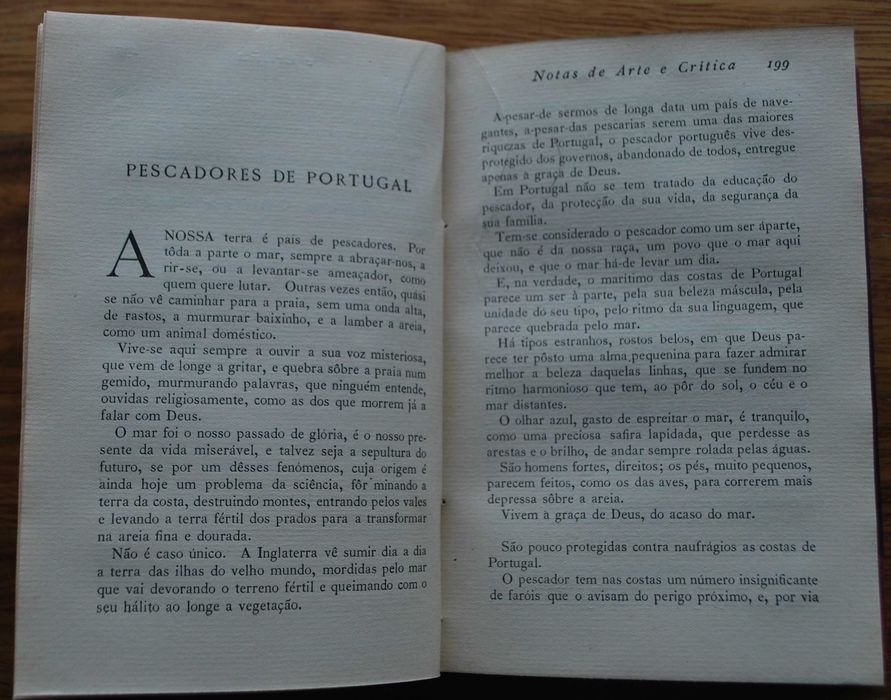 PESCADORES DE PORTUGAL
A NOSSA terra é país de pescadores. Por
tôda a parte o mar, sempre a abraçar-nos, a
rir-se, ou a levantar-se ameaçador, como
quem quere lutar. Outras vezes então, quási
se não vê caminhar para a praia, sem uma onda alta,
de rastos, a murmurar baixinho, e a lamber a areia,
como um animal doméstico.
Vive-se aqui sempre a ouvir a sua voz misteriosa,
que vem de longe a gritar, e quebra sôbre a praia num
gemido, murmurando palavras, que ninguém entende,
ouvidas religiosamente, como as dos que morrem já a
falar com Deus.
O mar foi o nosso passado de glória, é o nosso pre-
sente da vida miserável, e talvez seja a sepultura do
futuro, se por um dêsses fenómenos, cuja origem é
ainda hoje um problema da sciência, fôr minando a
terra da costa, destruindo montes, entrando pelos vales
e levando a terra fértil dos prados para a transformar
na areia fina e dourada.
Não é caso único. A Inglaterra vê sumir dia a dia
a terra das ilhas do velho mundo, mordidas pelo mar
que vai devorando o terreno fértil e queimando com o
seu hálito ao longe a vegetação.
Notas de Arte e Crítica 199
A-pesar-de sermos de longa data um país de nave-
gantes, a-pesar-das pescarias serem uma das maiores
riquezas de Portugal, o pescador português vive des-
protegido dos governos, abandonado de todos, entregue
apenas à graça de Deus.
Em Portugal não se tem tratado da educação do
pescador, da protecção da sua vida, da segurança da
sua família.
Tem-se considerado o pescador como um ser áparte,
que não é da nossa raça, um povo que o mar aqui
deixou, e que o mar há-de levar um dia.
E, na verdade, o marítimo das costas de Portugal
parece um ser à parte, pela sua beleza máscula, pela
unidade do seu tipo, pelo ritmo da sua linguagem, que
parece quebrada pelo mar.
Há tipos estranhos, rostos belos, em que Deus pa-
rece ter pôsto uma alma pequenina para fazer admirar
melhor a beleza daquelas linhas, que se fundem no
ritmo harmonioso que tem, ao pôr do sol, o céu e o
mar distantes.
O olhar azul, gasto de espreitar o mar, é tranquilo,
como uma preciosa safira lapidada, que perdesse as
arestas e o brilho, de andar sempre rolada pelas águas.
São homens fortes, direitos; os pés, muito pequenos,
parecem feitos, como os das aves, para correrem mais
depressa sôbre a areia.
Vivem à graça de Deus, do acaso do mar.
São pouco protegidas contra naufrágios as costas de
Portugal.
O pescador tem nas costas um número insignificante
de faróis que o avisam do perigo próximo, e, por via